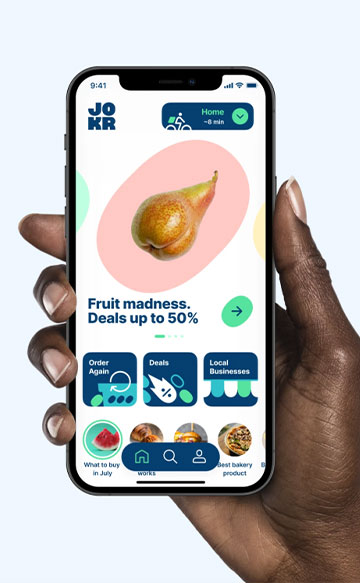 9:41
JO
KR
Home
~8 min
Fruit madness.
Deals up to 50%
Order
Again
Deals
Local
Businesses
What to buy
in July
works
Best bakery
product
B